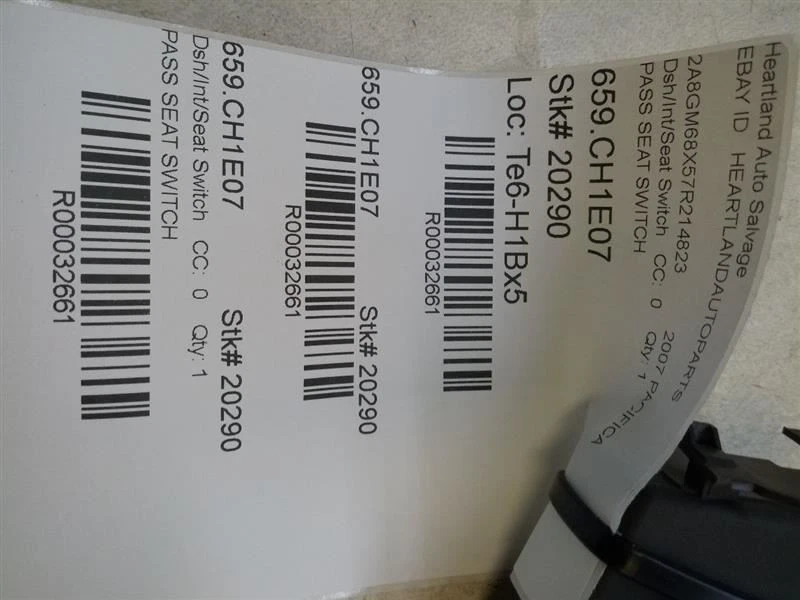 Heartland Auto Salvage
EBAY ID HEARTLANDAUTOPARTS
2A8GM68X57R214823 2007 PACIFICA
Dsh/Int/Seat Switch CC: 0 Qty: 1
PASS SEAT SWITCH
659.CH1E07
Stk# 20290
Loc: Te6-H1Bx5
R00032661
659.CH1E07 Stk# 20290
R00032661
659.CH1E07 Stk# 20290
Dsh/Int/Seat Switch CC: 0 Qty: 1
PASS SEAT SWITCH
R00032661